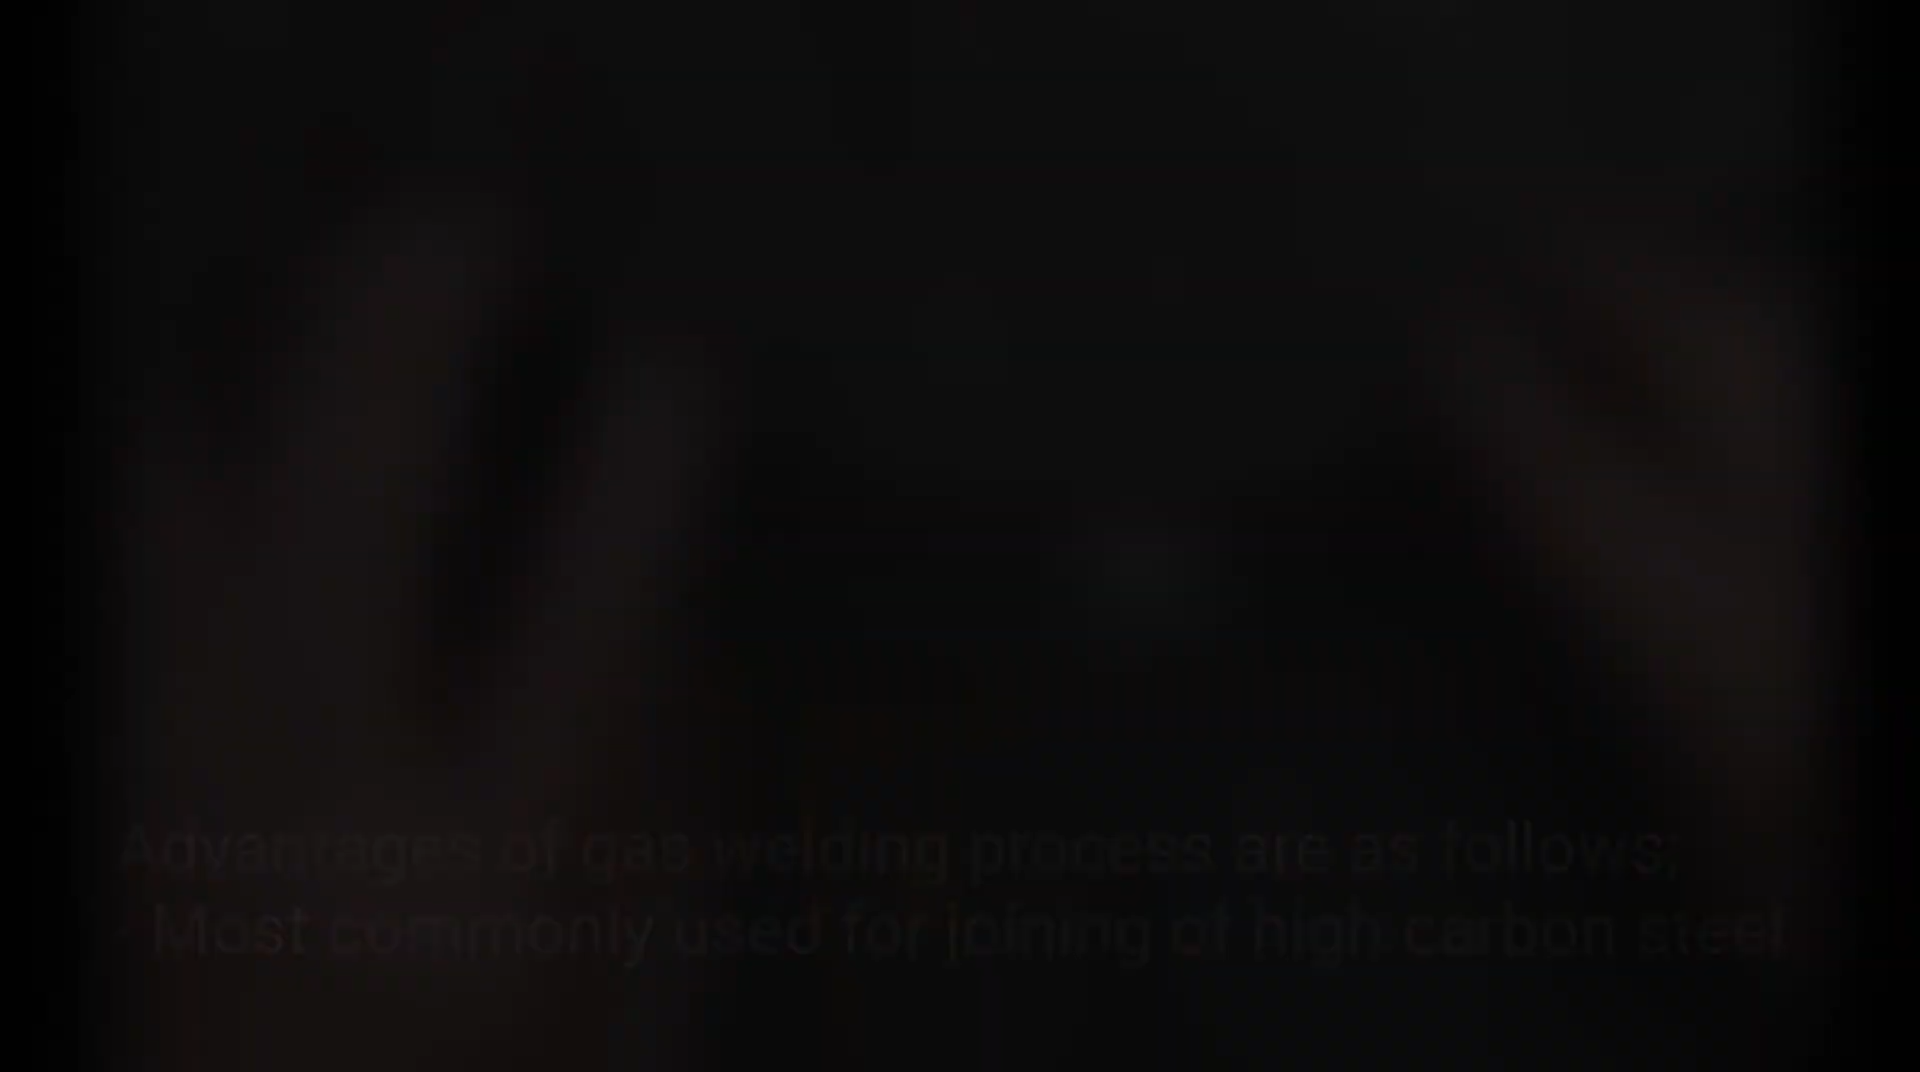 Advantages of gas welding process are as follows;
Most commonly used for joining of high carbon steel